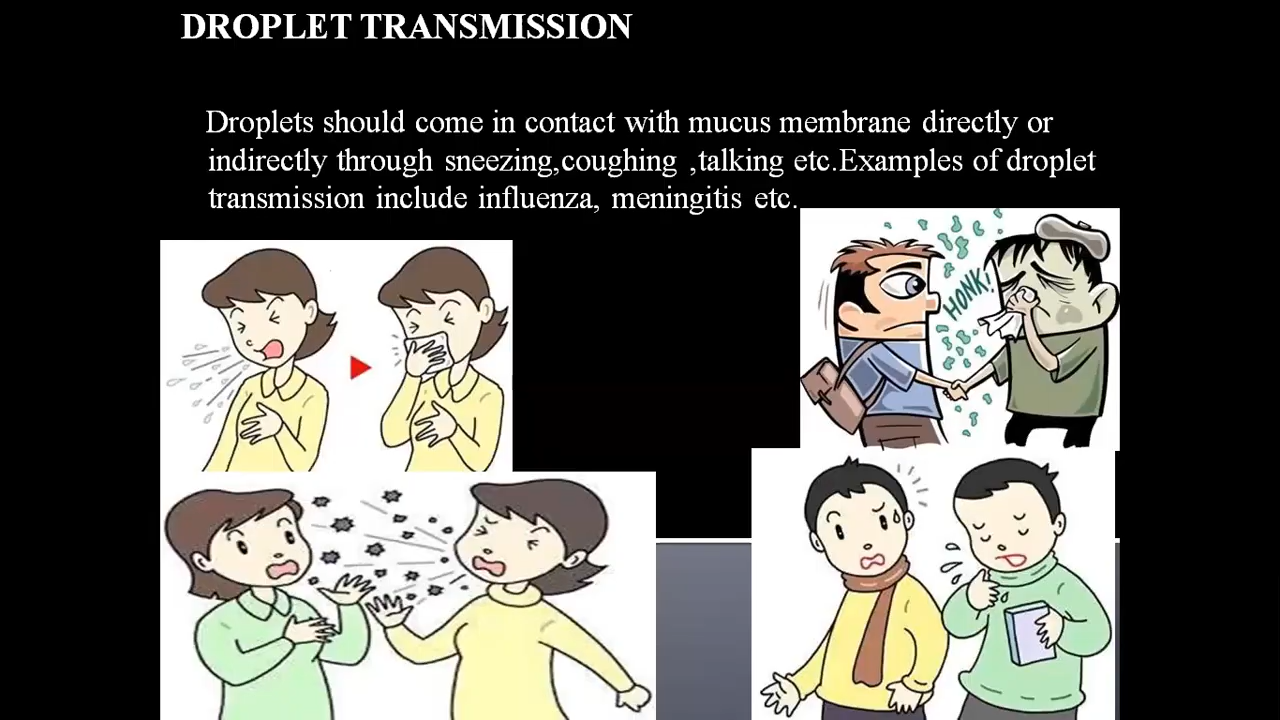 DROPLET TRANSMISSION
Droplets should come in contact with mucus membrane directly or
indirectly through sneezing,coughing ,talking etc.Examples of droplet
transmission include influenza, meningitis etc.
HONK!